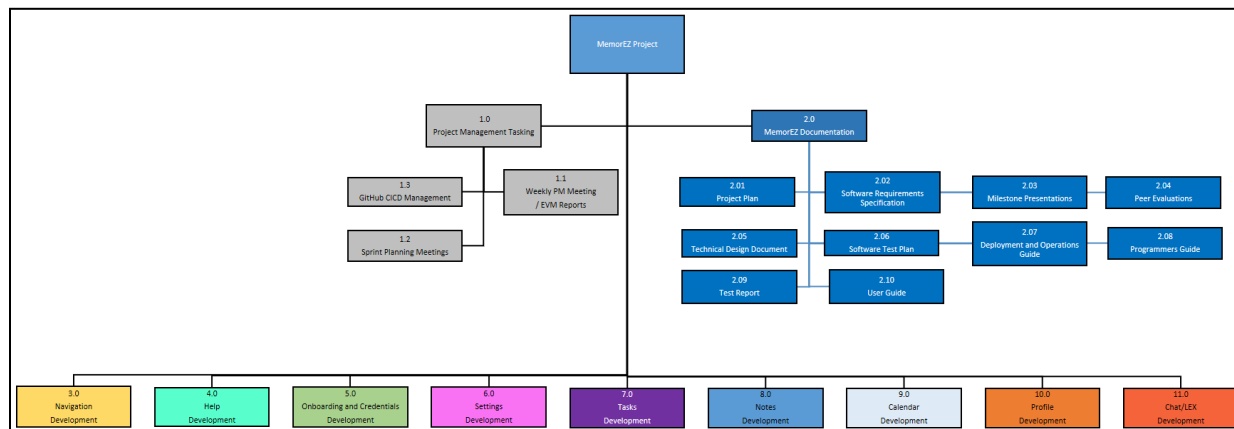 MemorEZ Project
1.0
Project Management Tasking
2.0
MemorEZ Documentation
1.3
GitHub CICD Management
1.1
Weekly PM Meeting
/ EVM Reports
1.2
Sprint Planning Meetings
2.01
Project Plan
2.02
Software Requirements
Specification
2.03
Milestone Presentations
2.04
Peer Evaluations
2.05
Technical Design Document
2.06
Software Test Plan
2.07
Deployment and Operations
Guide
2.08
Programmers Guide
2.09
Test Report
2.10
User Guide
3.0
Navigation
Development
4.0
Help
Development
5.0
Onboarding and Credentials
Development
6.0
Settings
Development
7.0
Tasks
Development
8.0
Notes
Development
9.0
Calendar
Development
10.0
Profile
Development
11.0
Chat/LEX
Development